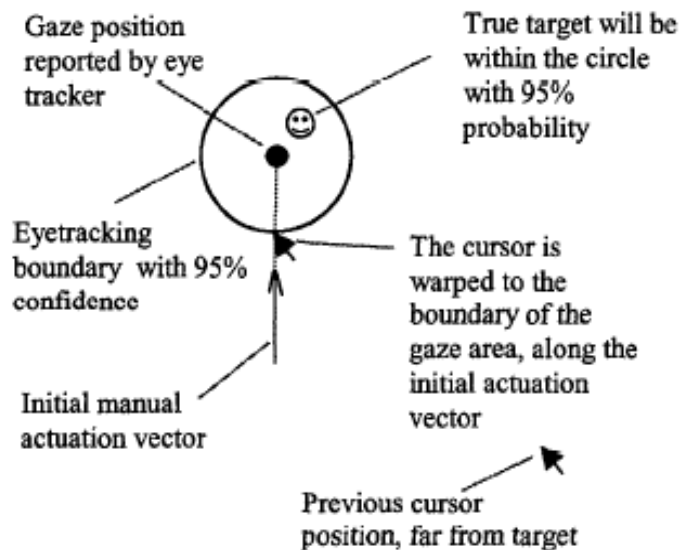 Gaze position
reported by eye
tracker
True target will be
within the circle
with 95%
probability
Eyetracking
boundary with 95%
confidence
The cursor is
warped to the
boundary of the
gaze area, along the
initial actuation
vector
Initial manual
actuation vector
Previous cursor
position, far from target